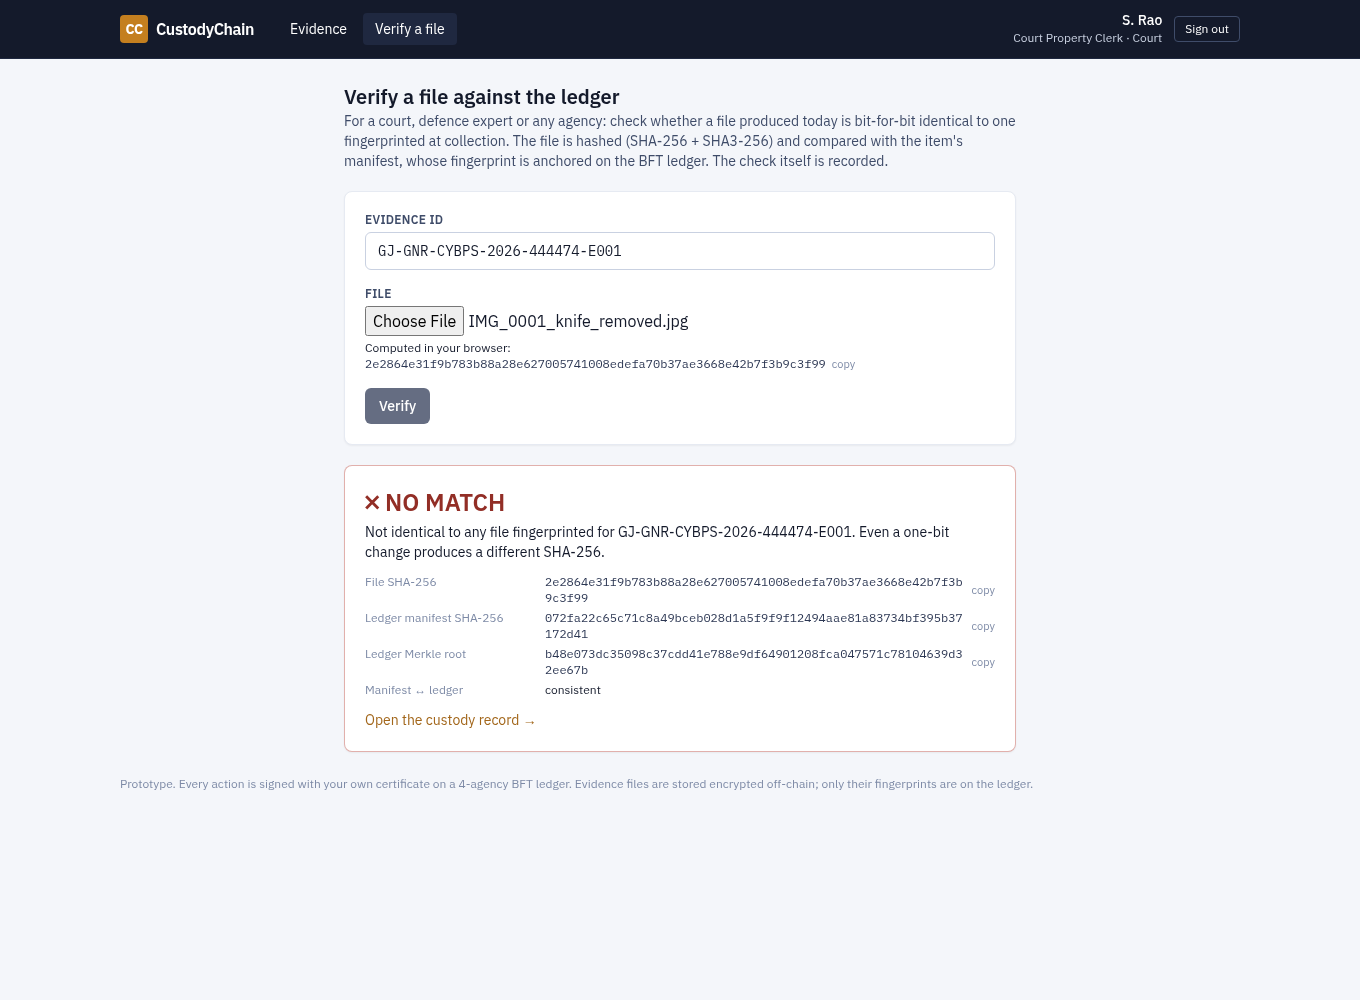 CC CustodyChain Evidence Verify a file
S. Rao
Court Property Clerk · Court
Sign out
Verify a file against the ledger
For a court, defence expert or any agency: check whether a file produced today is bit-for-bit identical to one
fingerprinted at collection. The file is hashed (SHA-256 + SHA3-256) and compared with the item's
manifest, whose fingerprint is anchored on the BFT ledger. The check itself is recorded.
EVIDENCE ID
GJ-GNR-CYBPS-2026-444474-E001
FILE
Choose File IMG_0001_knife_removed.jpg
Computed in your browser:
2e2864e31f9b783b88a28e627005741008edefa70b37ae3668e42b7f3b9c3f99 copy
Verify
× NO MATCH
Not identical to any file fingerprinted for GJ-GNR-CYBPS-2026-444474-E001. Even a one-bit
change produces a different SHA-256.
File SHA-256 2e2864e31f9b783b88a28e627005741008edefa70b37ae3668e42b7f3b
9c3f99 copy
Ledger manifest SHA-256 072fa22c65c71c8a49bceb028d1a5f9f9f12494aae81a83734bf395b37
172d41 copy
Ledger Merkle root b48e073dc35098c37cdd41e788e9df64901208fca047571c78104639d3
2ee67b copy
Manifest ↔ ledger consistent
Open the custody record →
Prototype. Every action is signed with your own certificate on a 4-agency BFT ledger. Evidence files are stored encrypted off-chain; only their fingerprints are on the ledger.